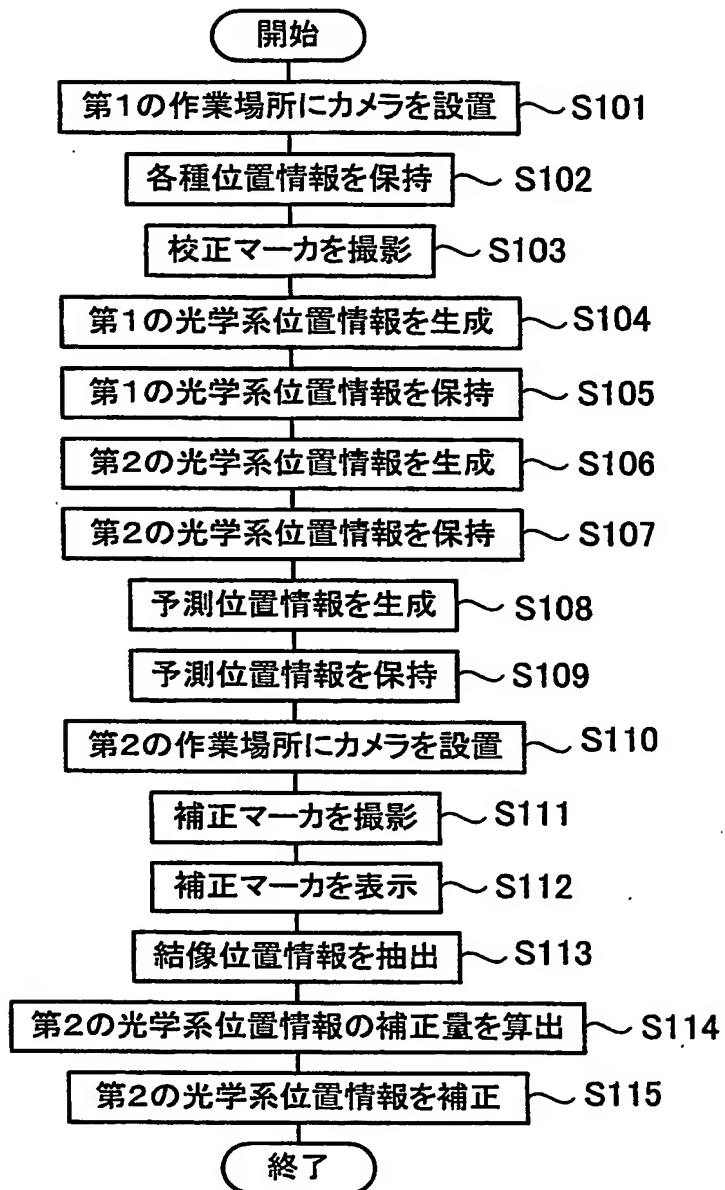 開始
第1の作業場所にカメラを設置 S101
各種位置情報を保持 S102
校正マーカを撮影 S103
第1の光学系位置情報を生成 S104
第1の光学系位置情報を保持 S105
第2の光学系位置情報を生成 S106
第2の光学系位置情報を保持 S107
予測位置情報を生成 S108
予測位置情報を保持 S109
第2の作業場所にカメラを設置 S110
補正マーカを撮影 S111
補正マーカを表示 S112
結像位置情報を抽出 S113
第2の光学系位置情報の補正量を算出 S114
第2の光学系位置情報を補正 S115
終了